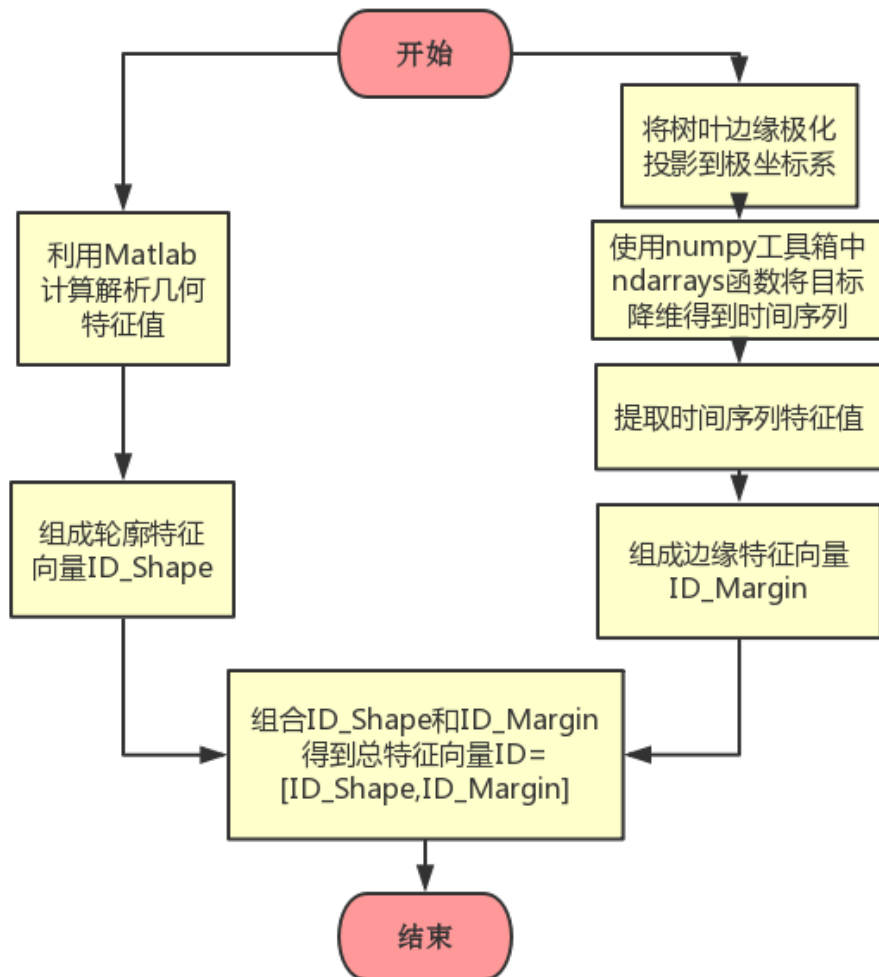 开始
将树叶边缘极化
投影到极坐标系
利用Matlab
计算解析几何
特征值
使用numpy工具箱中
ndarrays函数将目标
降维得到时间序列
提取时间序列特征值
组成轮廓特征
向量ID_Shape
组成边缘特征向量
ID_Margin
组合ID_Shape和ID_Margin
得到总特征向量ID=
[ID_Shape,ID_Margin]
结束